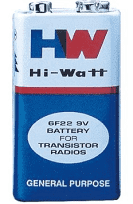 HW
Hi-Watt
6F22 9V
BATTERY
FOR
TRANSISTOR
RADIOS
GENERAL PURPOSE